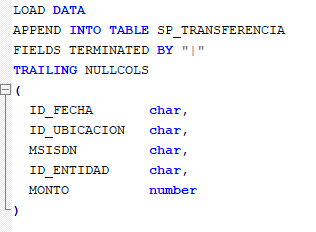 LOAD DATA
APPEND INTO TABLE SP_TRANSFERENCIA
FIELDS TERMINATED BY "|"
TRAILING NULLCOLS
(
ID_FECHA char,
ID_UBICACION char,
MSISDN char,
ID_ENTIDAD char,
MONTO number
)